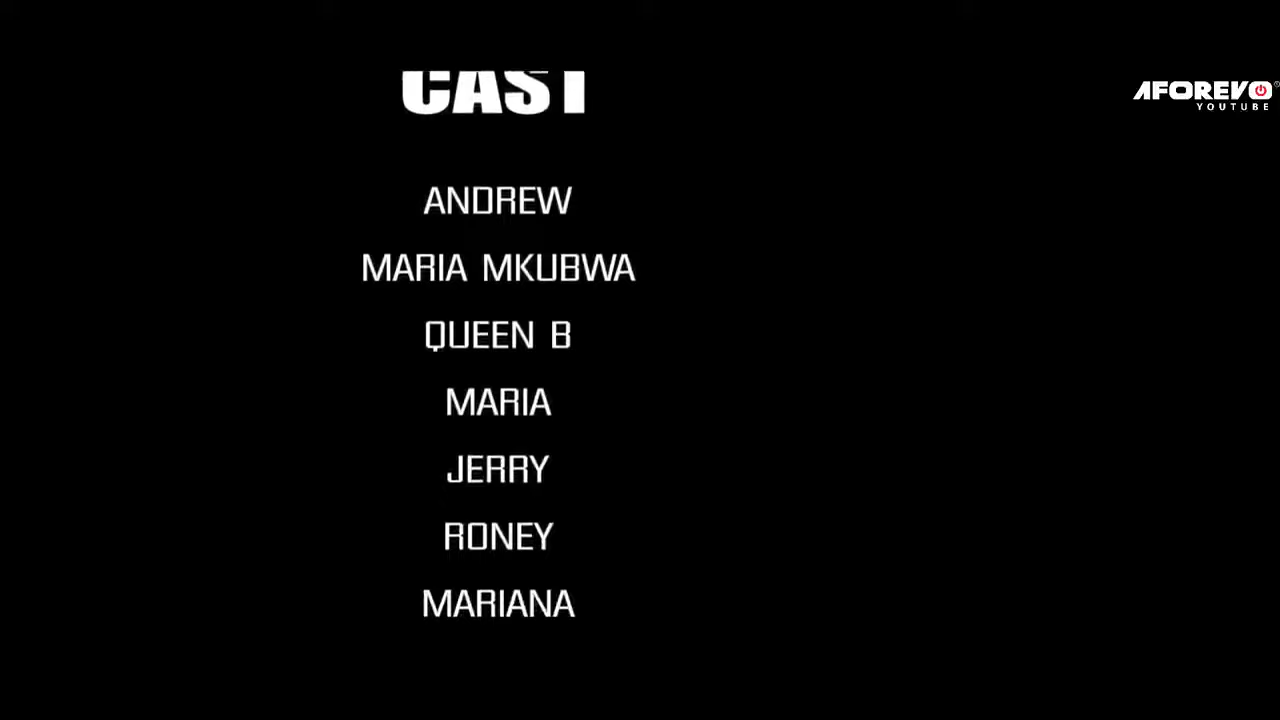 CAST
AFOREVO
YOUTUBE
ANDREW
MARIA MKUBWA
QUEEN B
MARIA
JERRY
RONEY
MARIANA